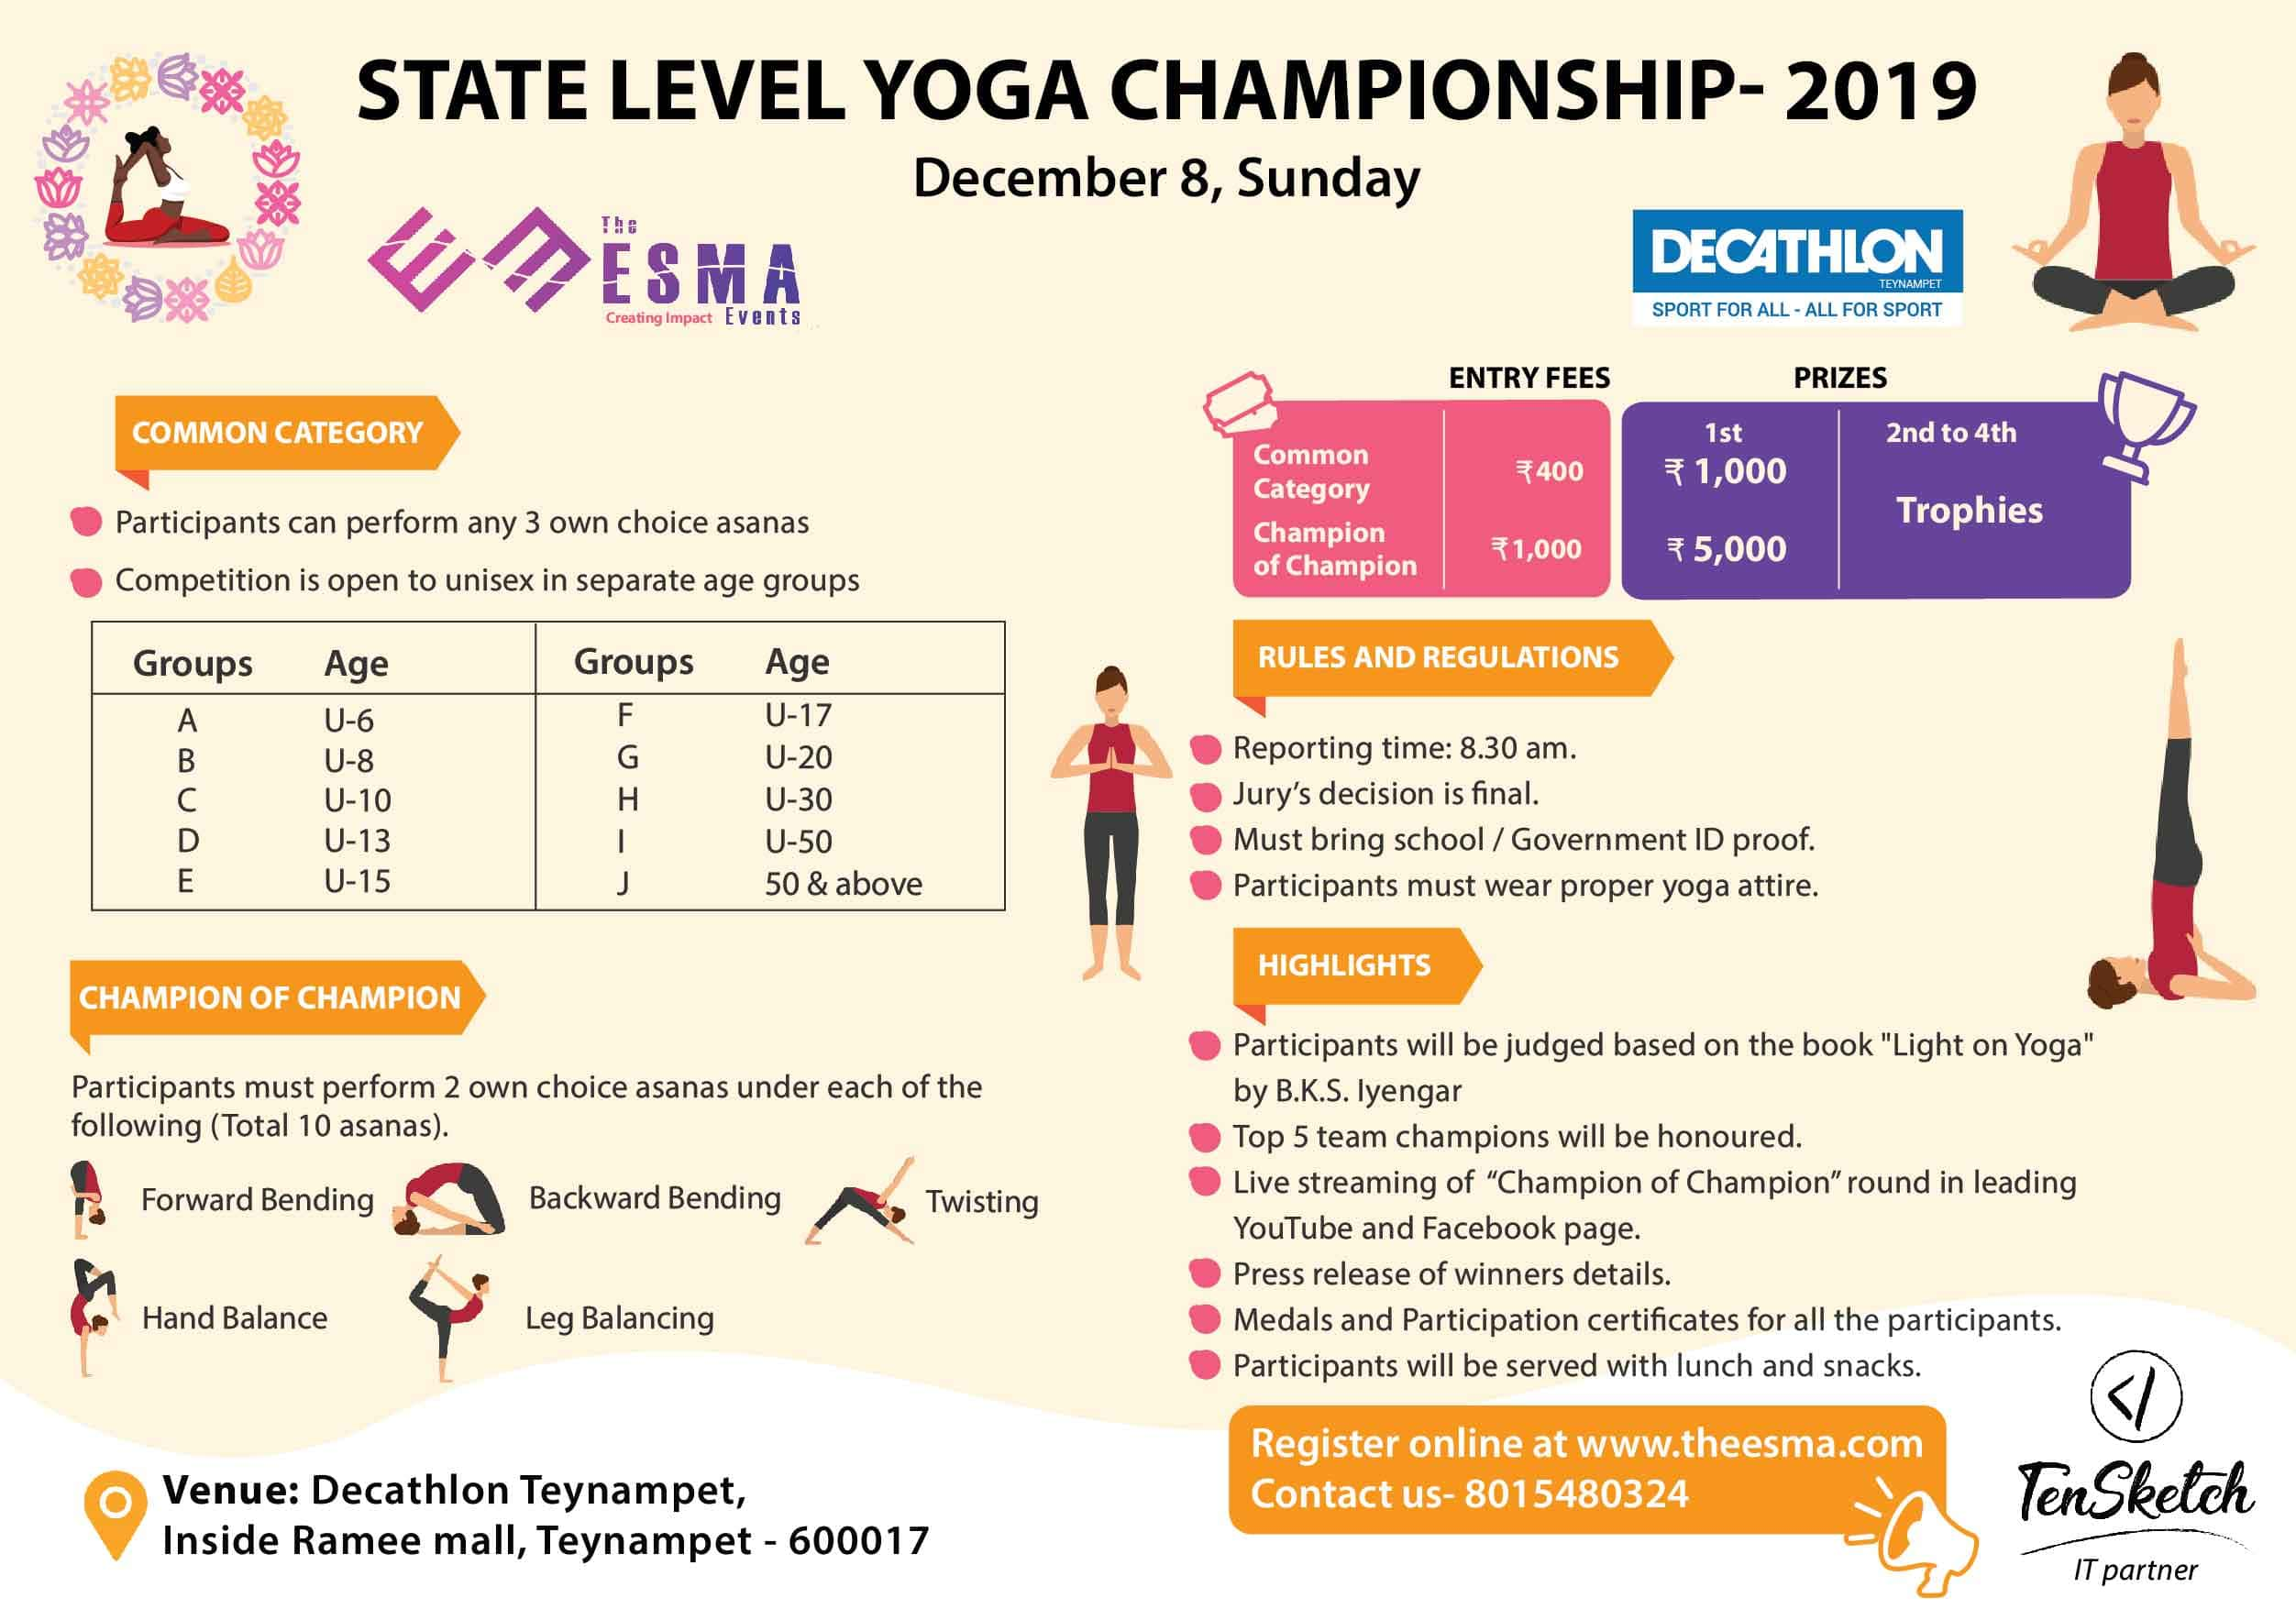 STATE LEVEL YOGA CHAMPIONSHIP- 2019
December 8, Sunday
The
ESMA
Creating Impact Events
DECATHLON
TEYNAMPET
SPORT FOR ALL - ALL FOR SPORT
COMMON CATEGORY
Participants can perform any 3 own choice asanas
Competition is open to unisex in separate age groups
Groups Age Groups Age
A U-6 F U-17
B U-8 G U-20
C U-10 H U-30
D U-13 I U-50
E U-15 J 50 & above
CHAMPION OF CHAMPION
Participants must perform 2 own choice asanas under each of the
following (Total 10 asanas).
Forward Bending Backward Bending Twisting
Hand Balance Leg Balancing
Venue: Decathlon Teynampet,
Inside Ramee mall, Teynampet - 600017
ENTRY FEES PRIZES
1st 2nd to 4th
Common
Category ₹400 ₹ 1,000
Trophies
Champion
of Champion ₹1,000 ₹ 5,000
RULES AND REGULATIONS
Reporting time: 8.30 am.
Jury’s decision is final.
Must bring school / Government ID proof.
Participants must wear proper yoga attire.
HIGHLIGHTS
Participants will be judged based on the book "Light on Yoga"
by B.K.S. Iyengar
Top 5 team champions will be honoured.
Live streaming of “Champion of Champion” round in leading
YouTube and Facebook page.
Press release of winners details.
Medals and Participation certificates for all the participants.
Participants will be served with lunch and snacks.
Register online at www.theesma.com
Contact us- 8015480324
TenSketch
IT partner